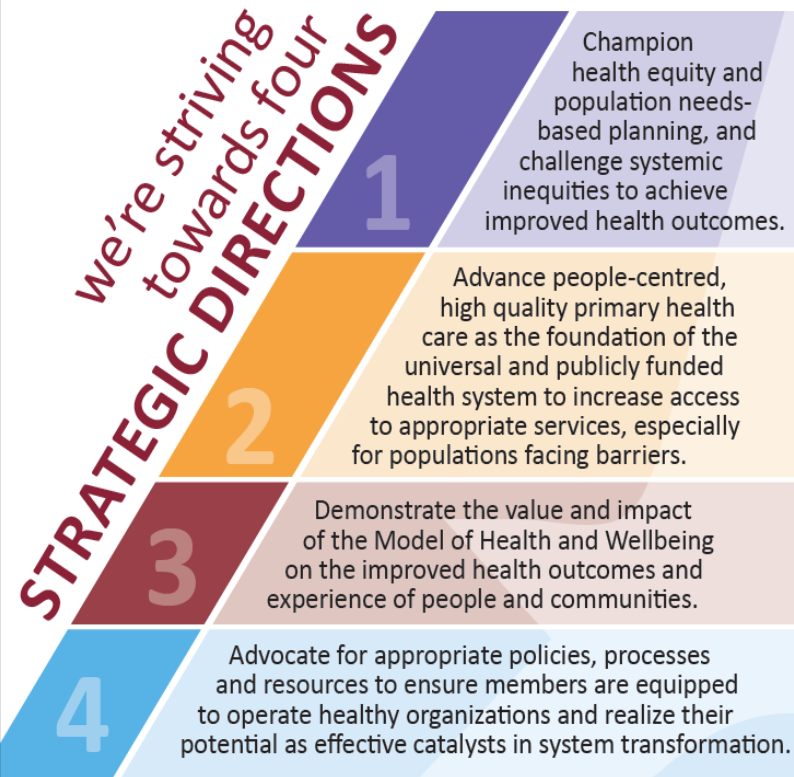 we're striving
towards four
STRATEGIC DIRECTIONS
1
Champion
health equity and
population needs-
based planning, and
challenge systemic
inequities to achieve
improved health outcomes.
2
Advance people-centred,
high quality primary health
care as the foundation of the
universal and publicly funded
health system to increase access
to appropriate services, especially
for populations facing barriers.
3
Demonstrate the value and impact
of the Model of Health and Wellbeing
on the improved health outcomes and
experience of people and communities.
4
Advocate for appropriate policies, processes
and resources to ensure members are equipped
to operate healthy organizations and realize their
potential as effective catalysts in system transformation.